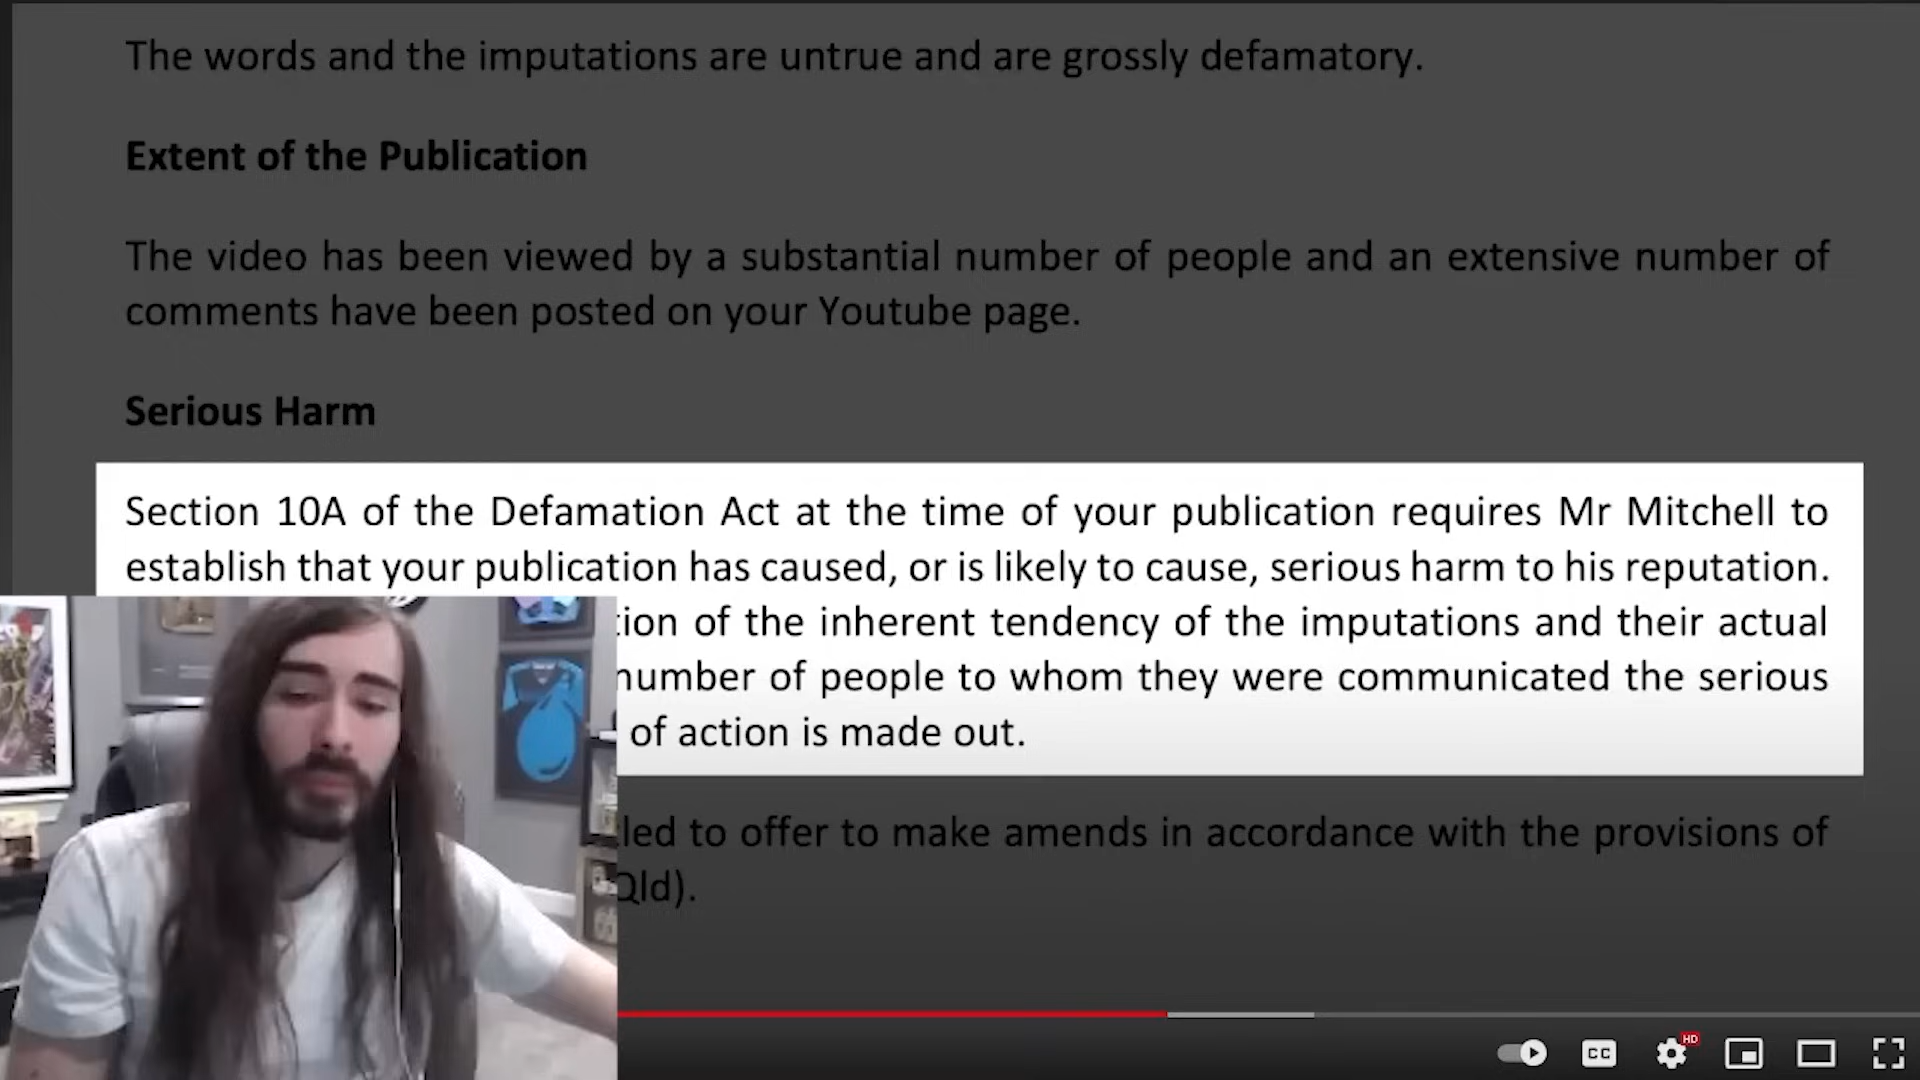 The words and the imputations are untrue and are grossly defamatory.
Extent of the Publication
The video has been viewed by a substantial number of people and an extensive number of
comments have been posted on your Youtube page.
Serious Harm
Section 10A of the Defamation Act at the time of your publication requires Mr Mitchell to
establish that your publication has caused, or is likely to cause, serious harm to his reputation.
tion of the inherent tendency of the imputations and their actual
number of people to whom they were communicated the serious
of action is made out.
led to offer to make amends in accordance with the provisions of
Qld).
HD
CC